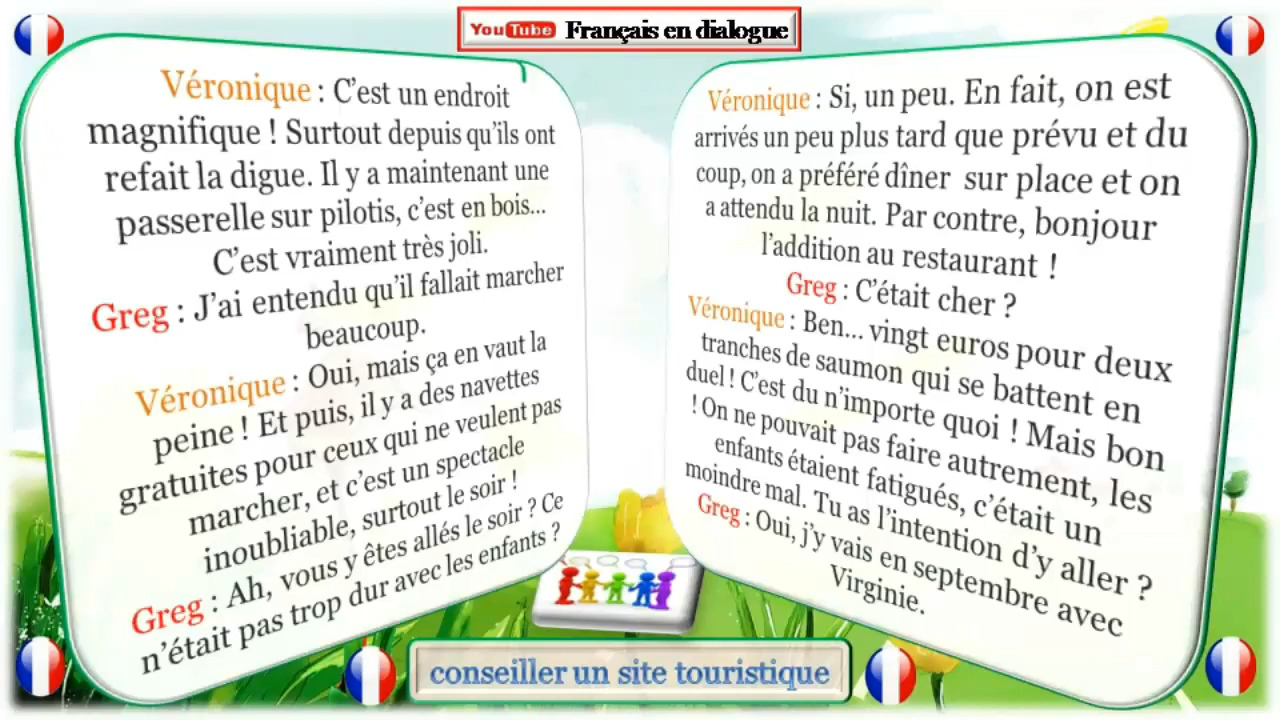 YouTube Français en dialogue
Véronique : C'est un endroit
magnifique ! Surtout depuis qu'ils ont
refait la digue. Il y a maintenant une
passerelle sur pilotis, c'est en bois...
C'est vraiment très joli.
Greg : J'ai entendu qu'il fallait marcher
beaucoup.
Véronique : Oui, mais ça en vaut la
peine ! Et puis, il y a des navettes
gratuites pour ceux qui ne veulent pas
marcher, et c'est un spectacle
inoubliable, surtout le soir !
Greg : Ah, vous y êtes allés le soir ? Ce
n'était pas trop dur avec les enfants ?
Véronique : Si, un peu. En fait, on est
arrivés un peu plus tard que prévu et du
coup, on a préféré dîner sur place et on
a attendu la nuit. Par contre, bonjour
l'addition au restaurant !
Greg : C'était cher ?
Véronique : Ben... vingt euros pour deux
tranches de saumon qui se battent en
duel ! C'est du n'importe quoi ! Mais bon
! On ne pouvait pas faire autrement, les
enfants étaient fatigués, c'était un
moindre mal. Tu as l'intention d'y aller ?
Greg : Oui, j'y vais en septembre avec
Virginie.
conseiller un site touristique